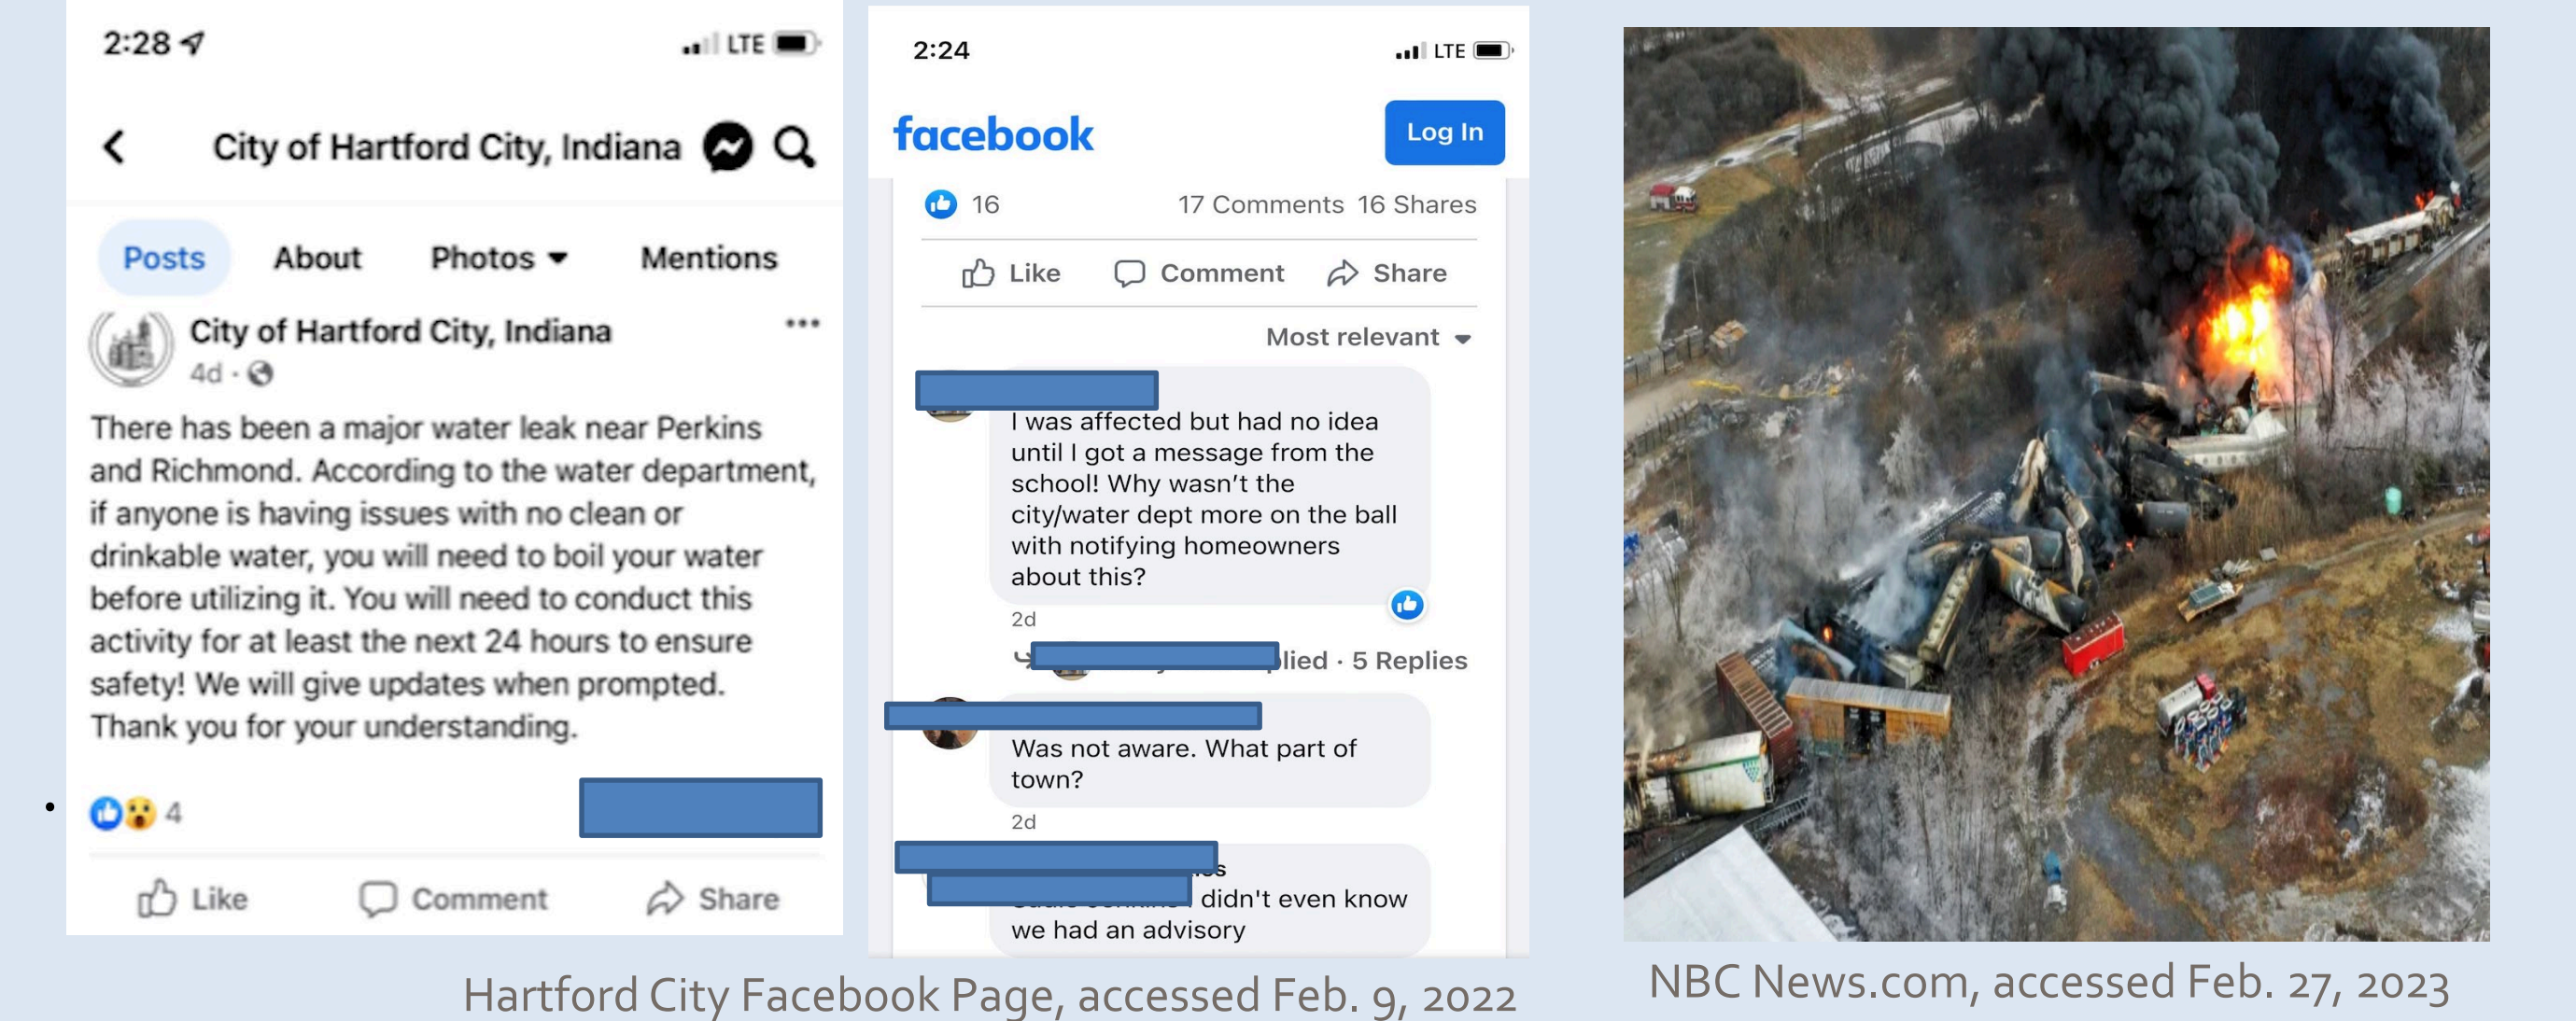 2:28
LTE
City of Hartford City, Indiana
Posts
About
Photos
Mentions
City of Hartford City, Indiana
4d ·
There has been a major water leak near Perkins
and Richmond. According to the water department,
if anyone is having issues with no clean or
drinkable water, you will need to boil your water
before utilizing it. You will need to conduct this
activity for at least the next 24 hours to ensure
safety! We will give updates when prompted.
Thank you for your understanding.
4
Like
Comment
Share
2:24
LTE
facebook
Log In
16
17 Comments 16 Shares
Like
Comment
Share
Most relevant
I was affected but had no idea
until I got a message from the
school! Why wasn't the
city/water dept more on the ball
with notifying homeowners
about this?
2d
· 5 Replies
Was not aware. What part of
town?
2d
didn't even know
we had an advisory
Hartford City Facebook Page, accessed Feb. 9, 2022
NBC News.com, accessed Feb. 27, 2023